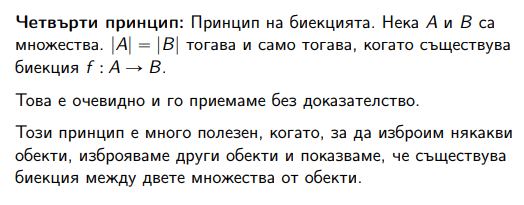 Четвърти принцип: Принцип на биекцията. Нека A и B са
множества. |A| = |B| тогава и само тогава, когато съществува
биекция f : A → B.
Това е очевидно и го приемаме без доказателство.
Този принцип е много полезен, когато, за да изброим някакви
обекти, изброяваме други обекти и показваме, че съществува
биекция между двете множества от обекти.